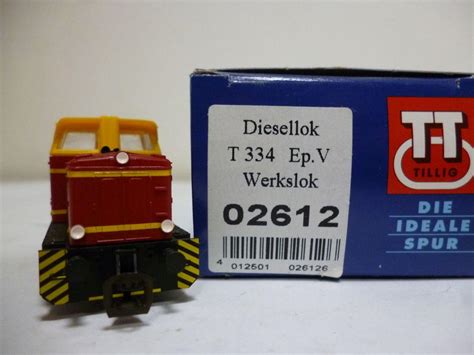 Diesellok
T 334 Ep.V
Werkslok
02612
4 012501 026126
TT
TILLIG
DIE
IDEALE
SPUR